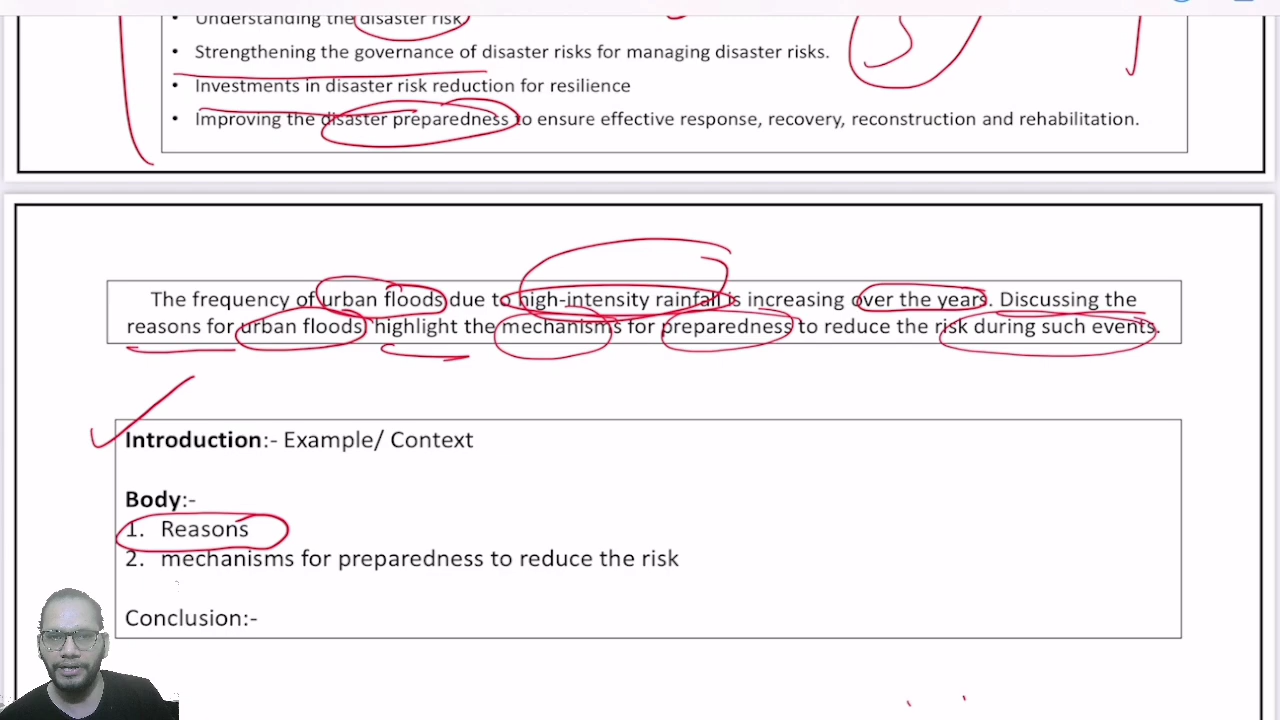 • Understanding the disaster risk
• Strengthening the governance of disaster risks for managing disaster risks.
• Investments in disaster risk reduction for resilience
• Improving the disaster preparedness to ensure effective response, recovery, reconstruction and rehabilitation.
The frequency of urban floods due to high-intensity rainfall is increasing over the years. Discussing the
reasons for urban floods highlight the mechanisms for preparedness to reduce the risk during such events.
Introduction:- Example/ Context
Body:-
1. Reasons
2. mechanisms for preparedness to reduce the risk
Conclusion:-